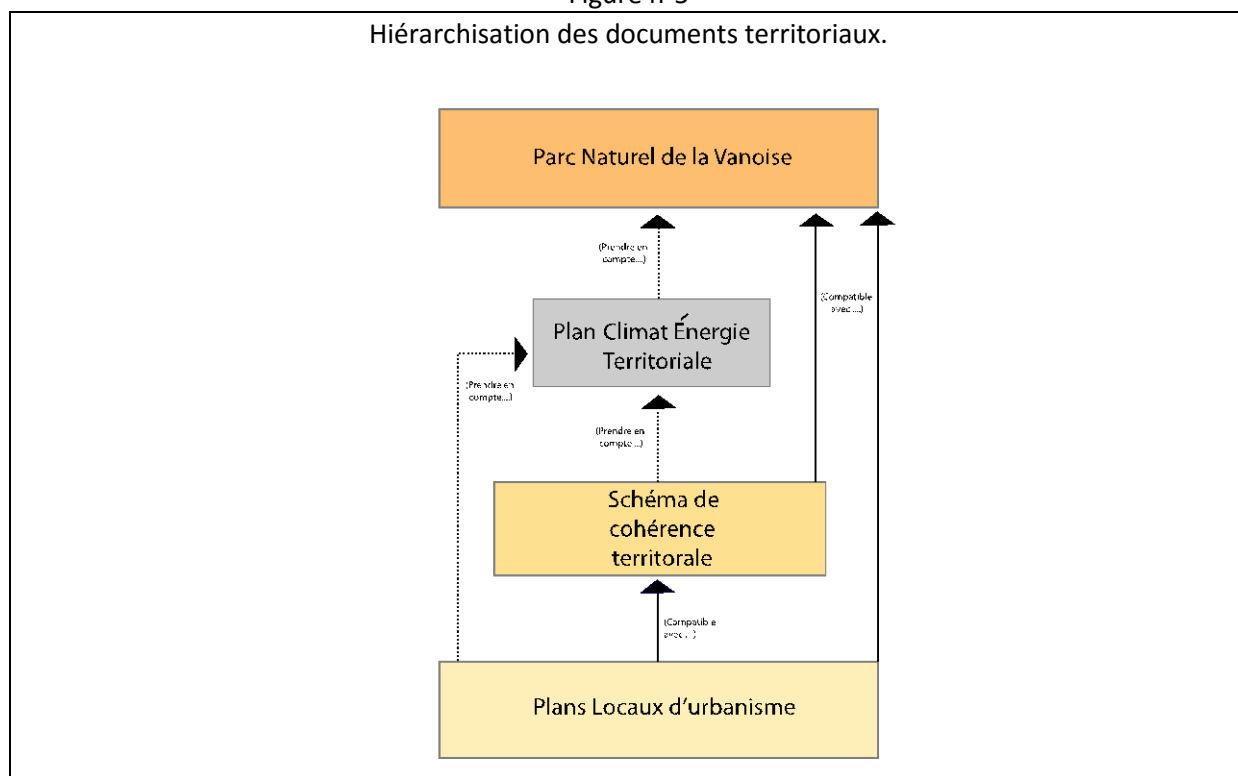 Hiérarchisation des documents territoriaux.
Parc Naturel de la Vanoise
(Prendre en
compte...)
(Compatible
avec ...)
Plan Climat Énergie
Territoriale
(Prendre en
compte...)
(Prendre en
compte...)
Schéma de
cohérence
territorale
(Compatible
avec ...)
Plans Locaux d'urbanisme